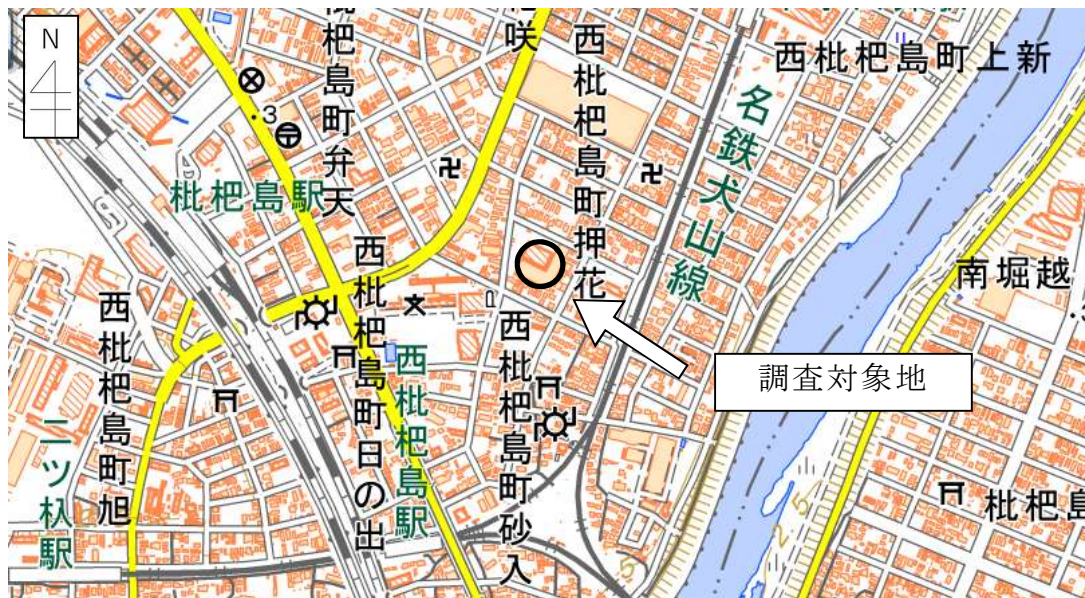 N
枇杷島町弁天
咲
西枇杷島町押花
名鉄犬山線
西枇杷島町上新
.3
枇杷島駅
西枇杷島町日の出
西枇杷島駅
西枇杷島町砂入
P
調査対象地
南堀越
西枇杷島町旭
二ツ杁駅
枇杷島
5
2.5